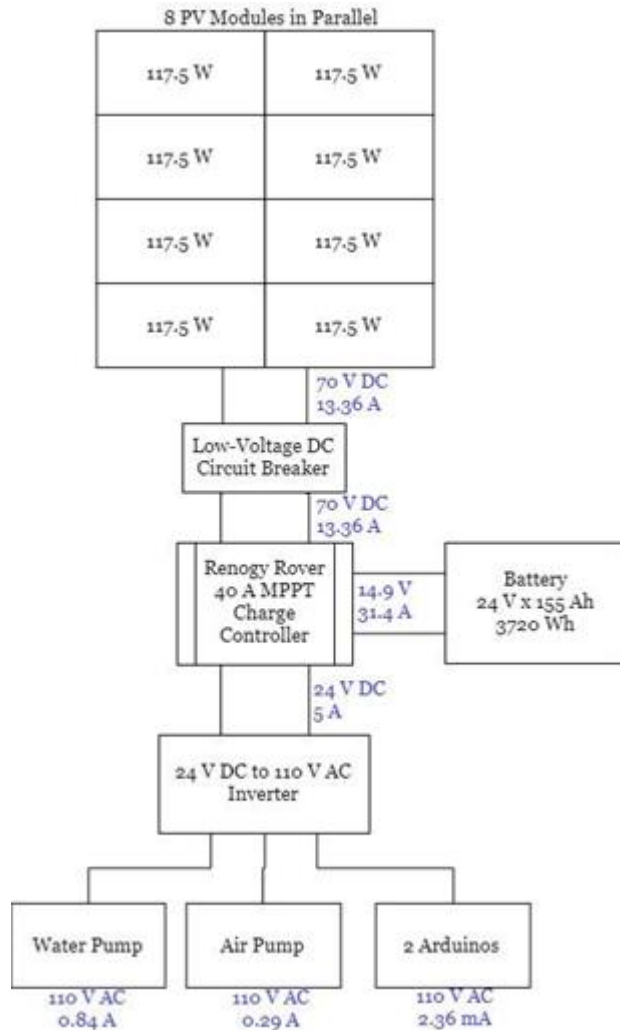 8 PV Modules in Parallel
117.5 W
117.5 W
117.5 W
117.5 W
117.5 W
117.5 W
117.5 W
117.5 W
70 V DC
13.36 A
Low-Voltage DC
Circuit Breaker
70 V DC
13.36 A
Renogy Rover
40 A MPPT
Charge
Controller
14.9 V
31.4 A
Battery
24 V x 155 Ah
3720 Wh
24 V DC
5 A
24 V DC to 110 V AC
Inverter
Water Pump
Air Pump
2 Arduinos
110 V AC
0.84 A
110 V AC
0.29 A
110 V AC
2.36 mA